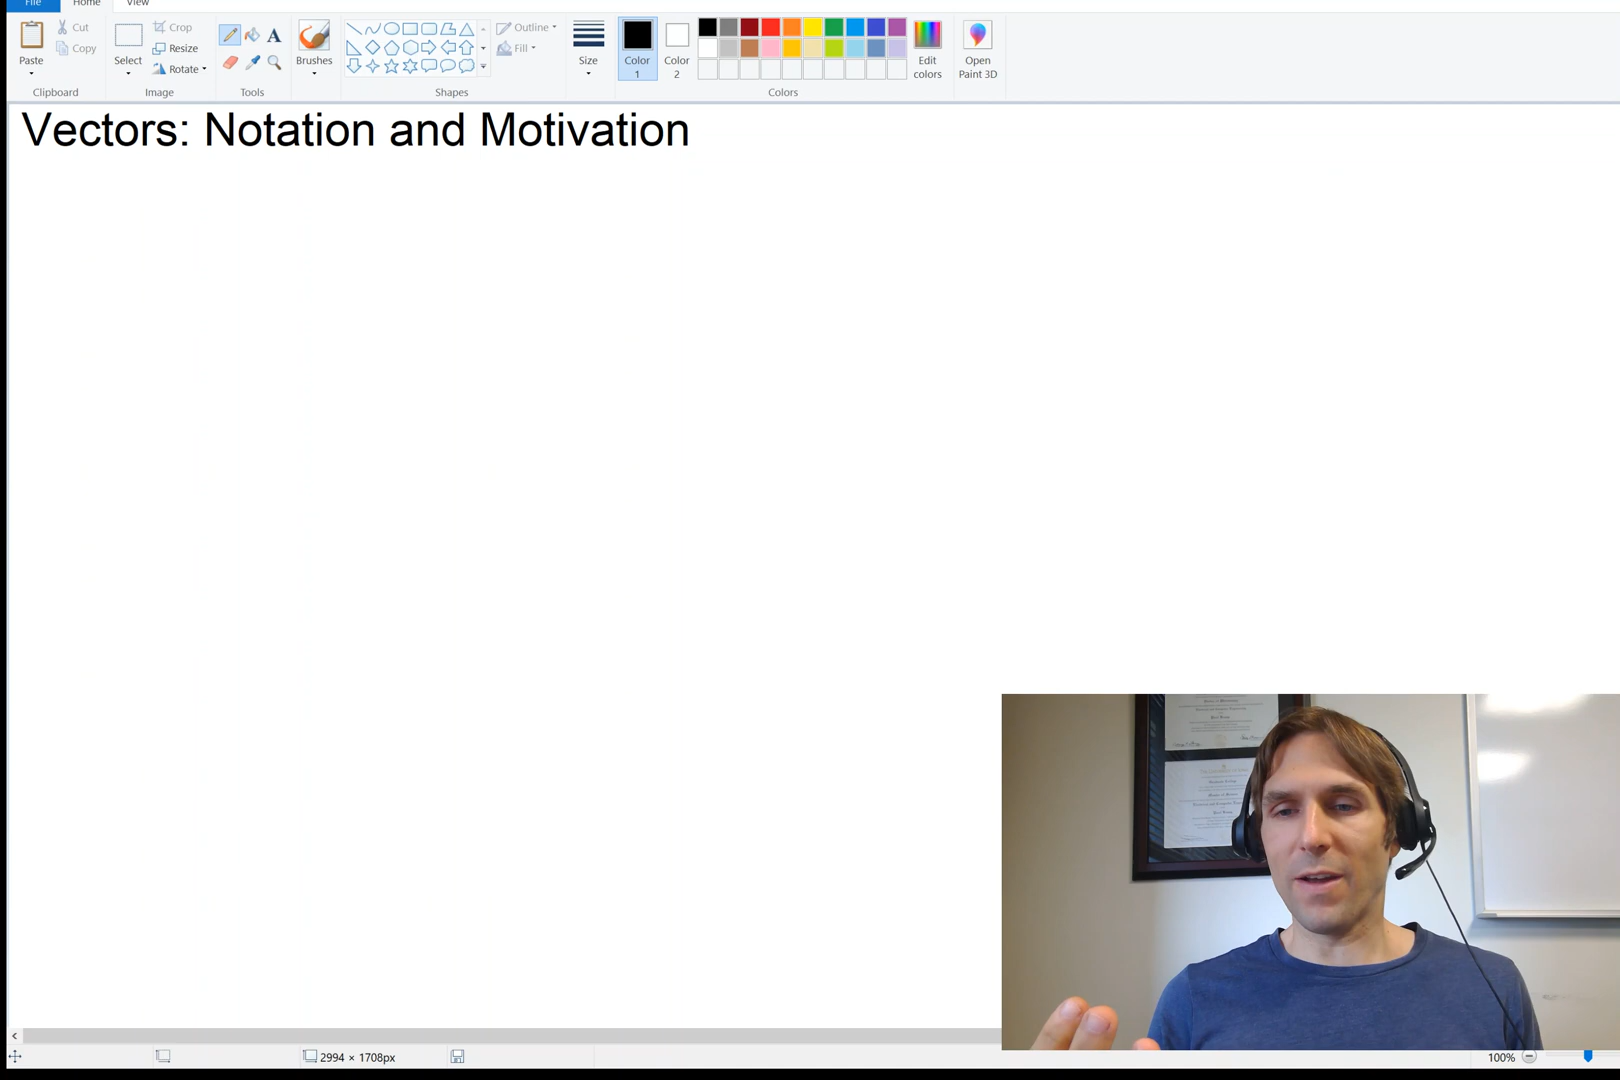 File Home View
Paste
Cut
Copy
Clipboard
Select
Crop
Resize
Rotate
Image
A
Tools
Brushes
Outline
Fill
Shapes
Size
Color 1
Color 2
Edit colors
Colors
Open Paint 3D
Vectors: Notation and Motivation
2994 × 1708px
100%